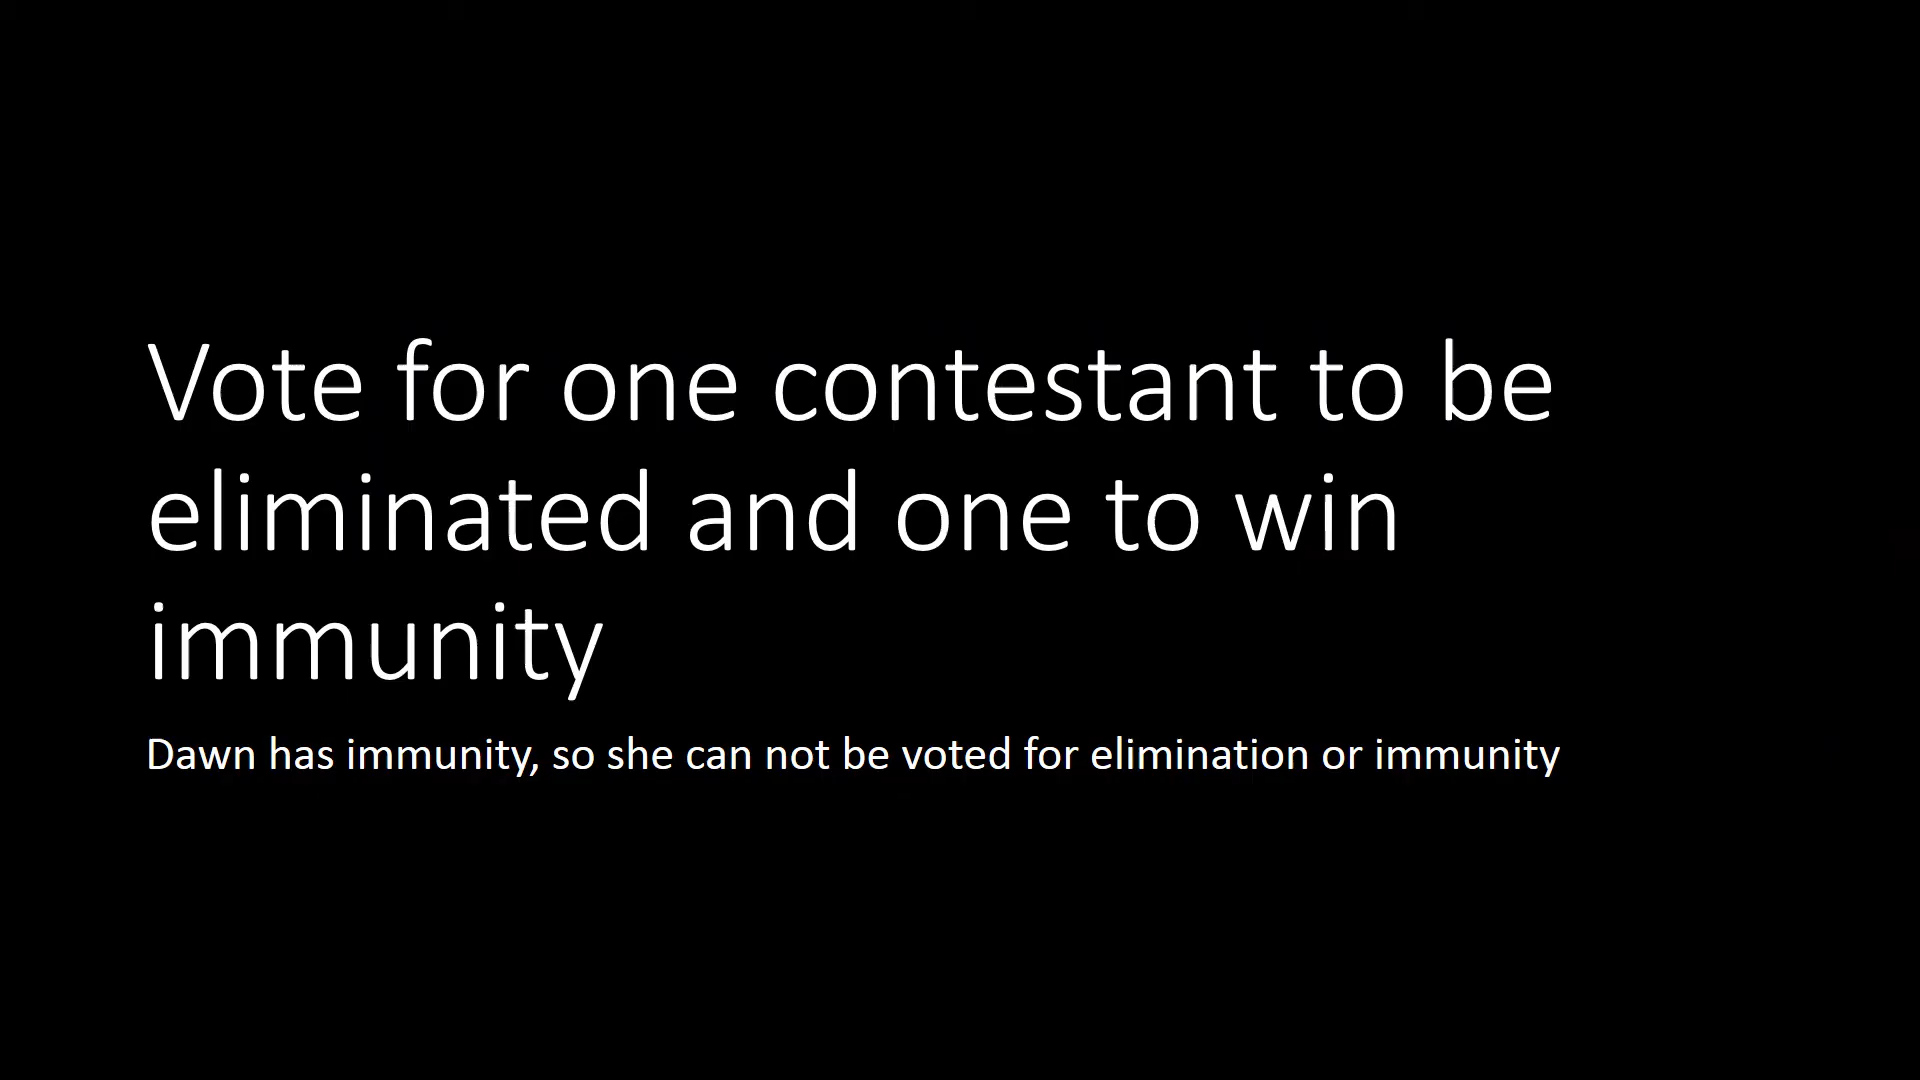 Vote for one contestant to be
eliminated and one to win
immunity
Dawn has immunity, so she can not be voted for elimination or immunity